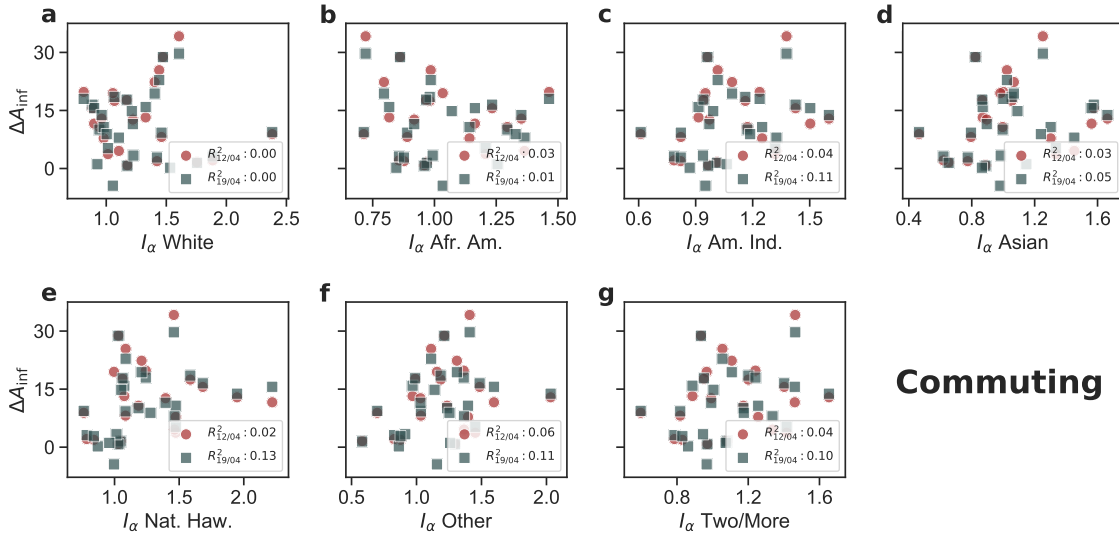 a b c d
30
15
0
ΔA_inf
R²_12/04 : 0.00
R²_19/04 : 0.00
R²_12/04 : 0.03
R²_19/04 : 0.01
R²_12/04 : 0.04
R²_19/04 : 0.11
R²_12/04 : 0.03
R²_19/04 : 0.05
1.0 1.5 2.0 2.5
0.75 1.00 1.25 1.50
0.6 0.9 1.2 1.5
0.4 0.8 1.2 1.6
I_α White
I_α Afr. Am.
I_α Am. Ind.
I_α Asian
e f g
30
15
0
ΔA_inf
R²_12/04 : 0.02
R²_19/04 : 0.13
R²_12/04 : 0.06
R²_19/04 : 0.11
R²_12/04 : 0.04
R²_19/04 : 0.10
Commuting
1.0 1.5 2.0
0.5 1.0 1.5 2.0
0.8 1.2 1.6
I_α Nat. Haw.
I_α Other
I_α Two/More